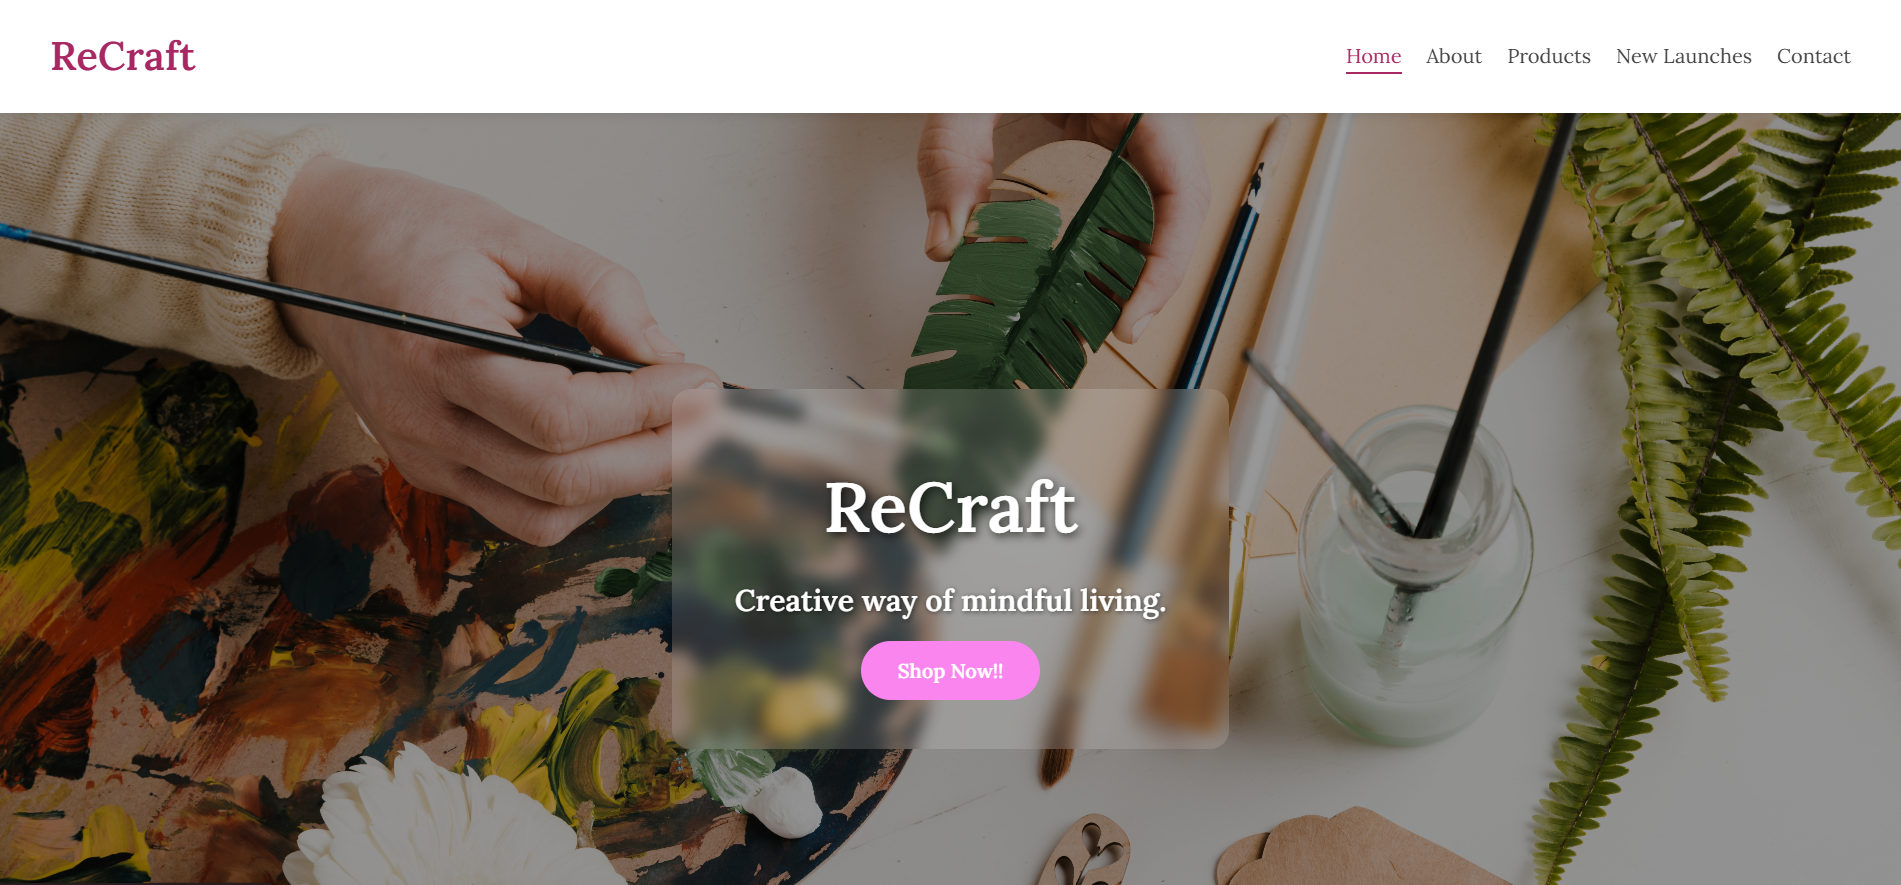 ReCraft
Home About Products New Launches Contact
ReCraft
Creative way of mindful living.
Shop Now!!